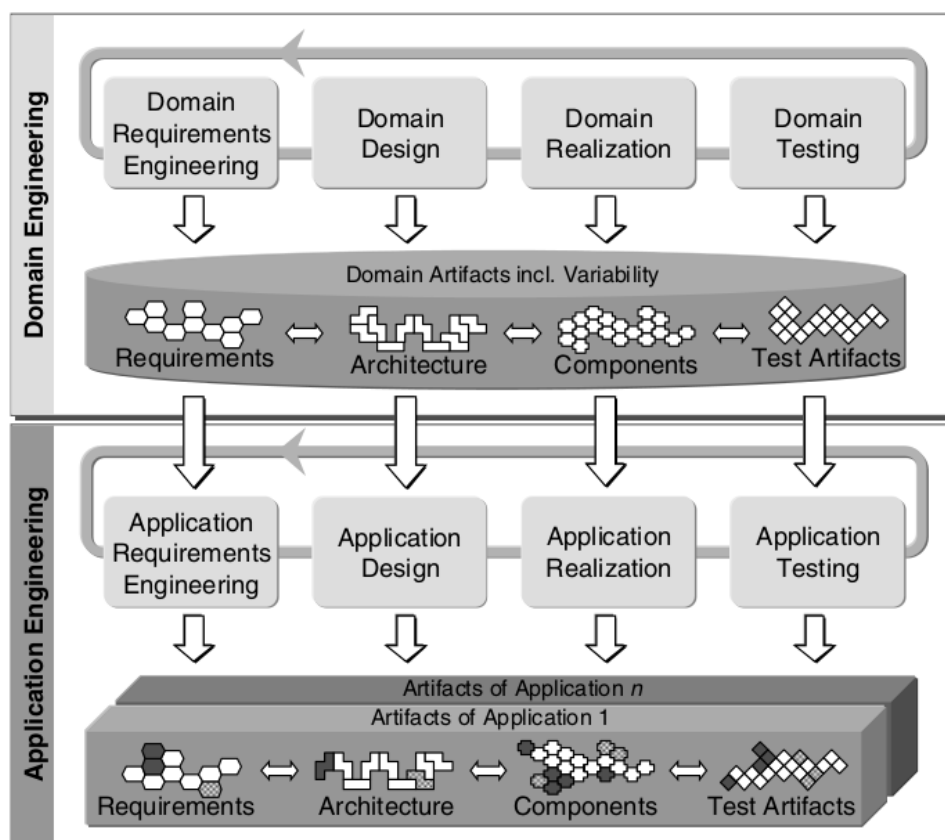 Domain Engineering
Domain
Requirements
Engineering
Domain
Design
Domain
Realization
Domain
Testing
Domain Artifacts incl. Variability
Requirements
Architecture
Components
Test Artifacts
Application Engineering
Application
Requirements
Engineering
Application
Design
Application
Realization
Application
Testing
Artifacts of Application n
Artifacts of Application 1
Requirements
Architecture
Components
Test Artifacts